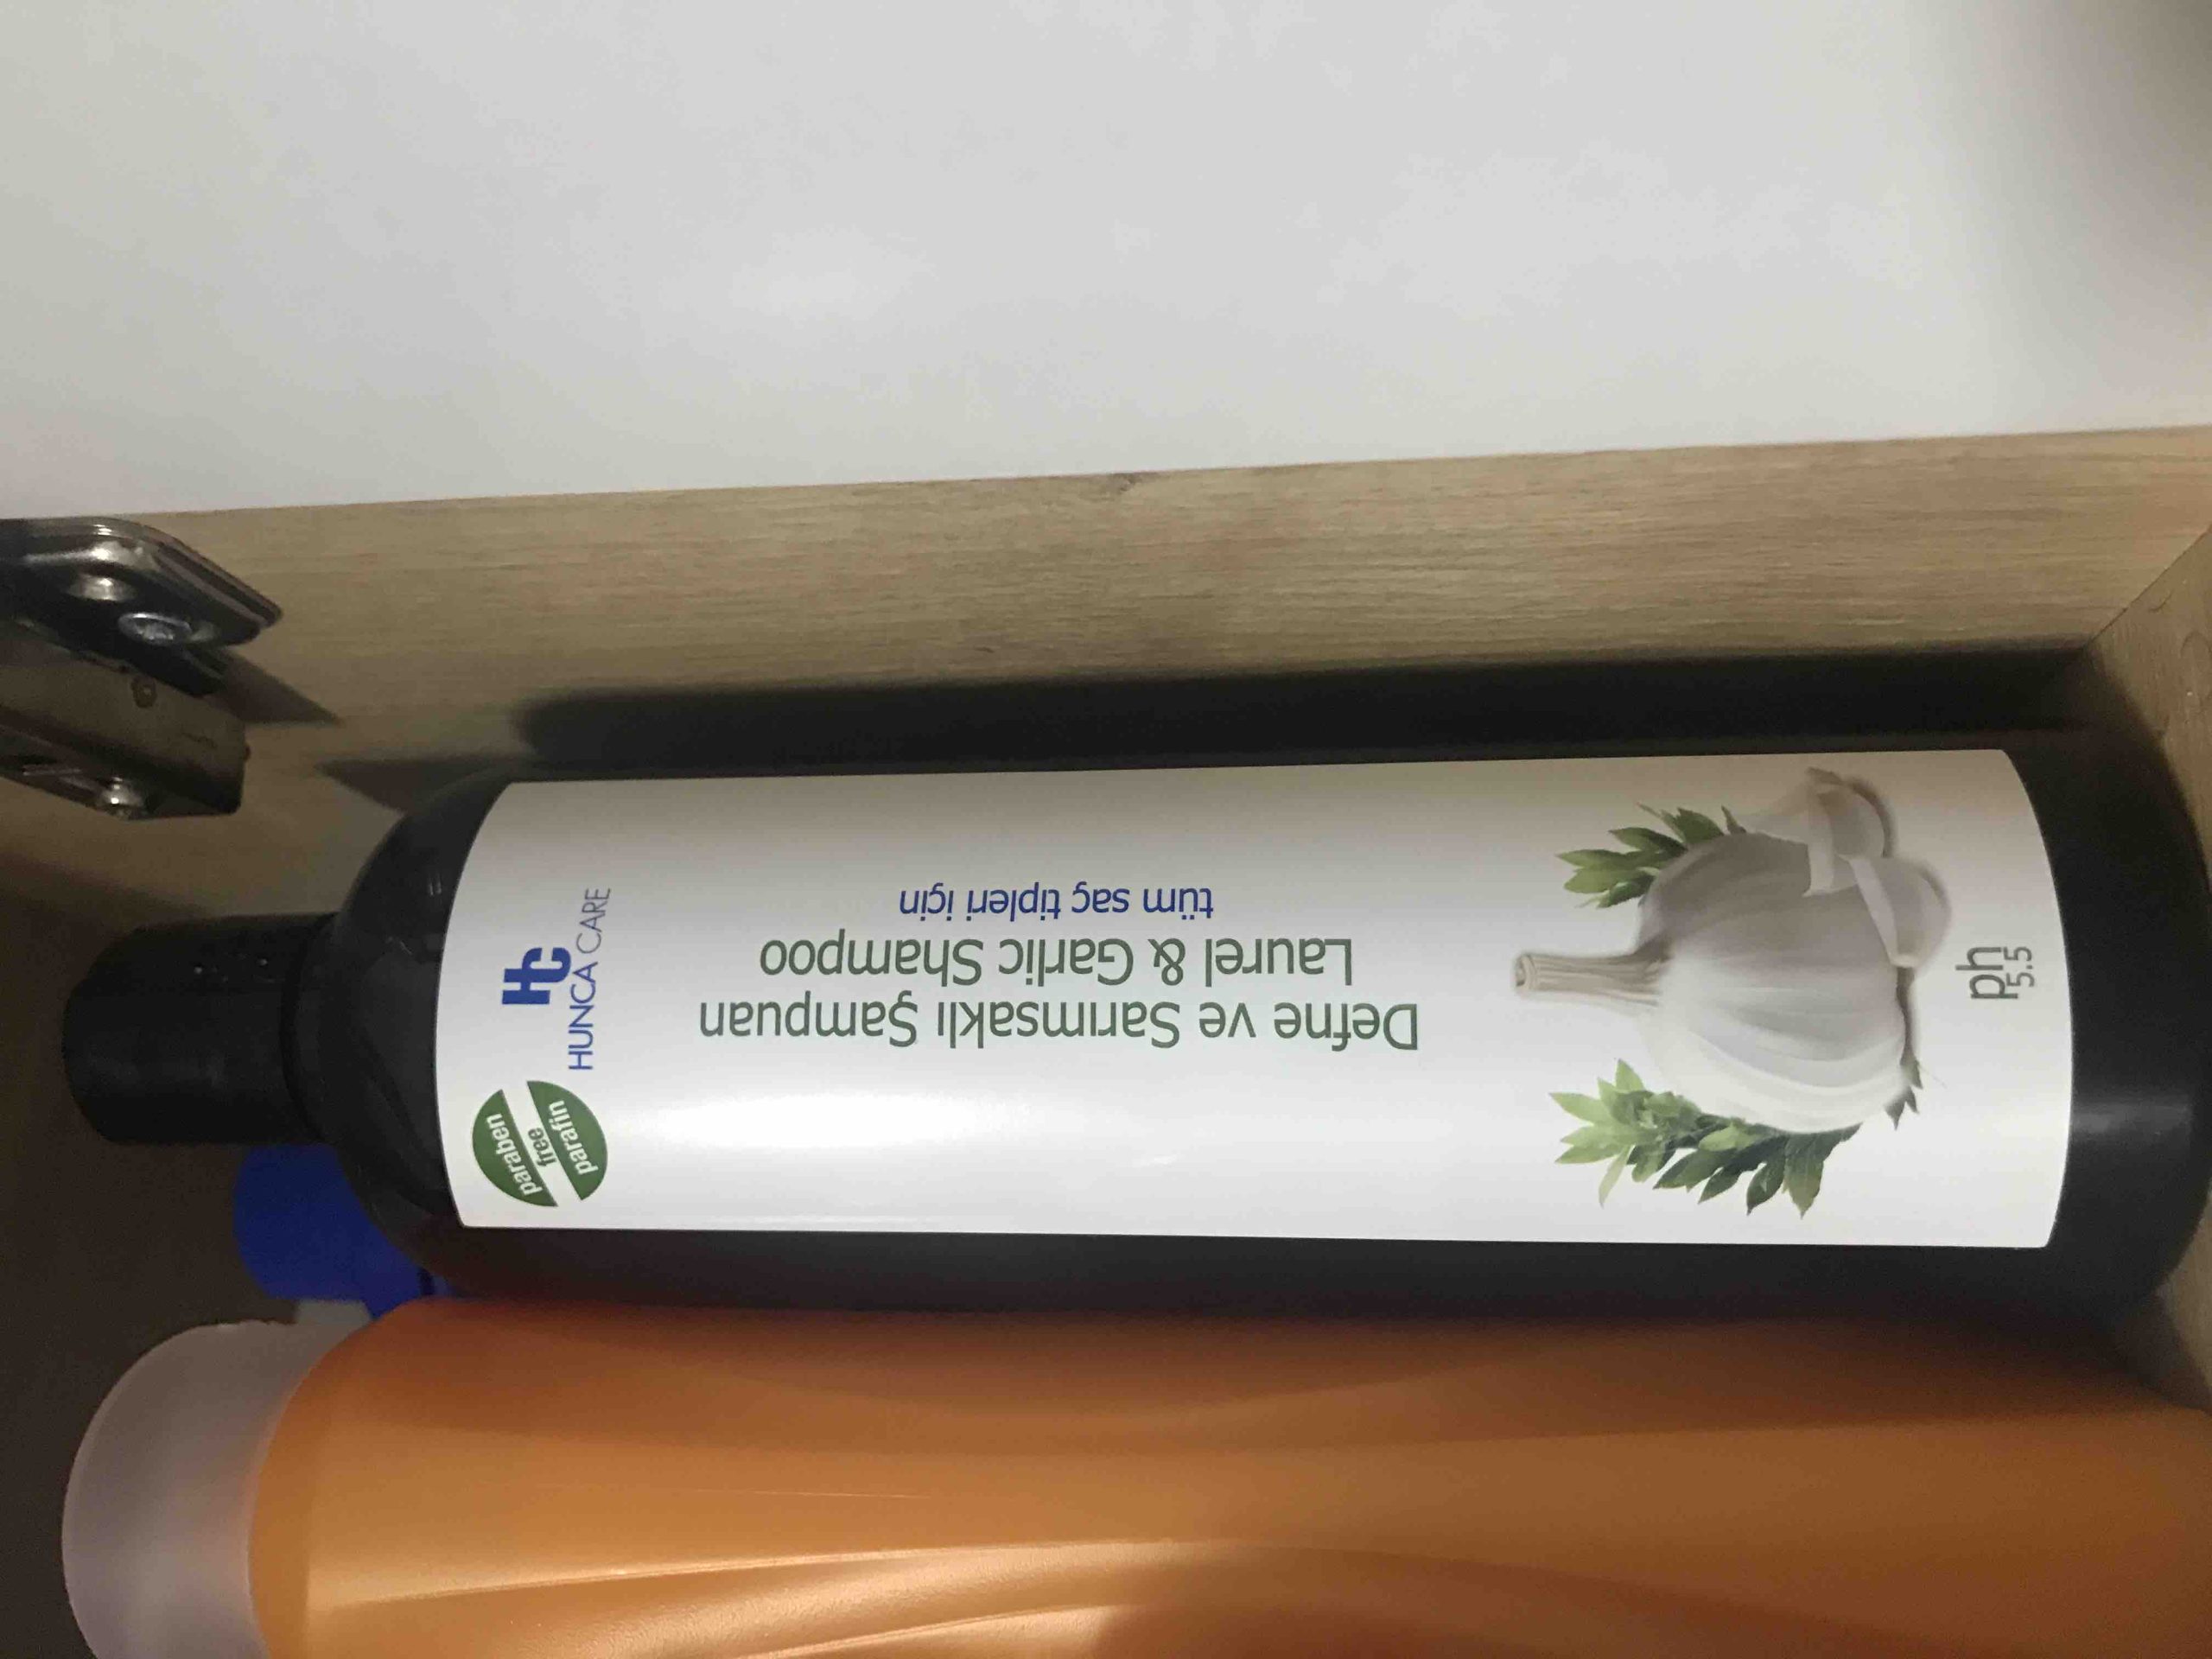 HC
HUNCA CARE
paraben
free
parafin
Defne ve Sarımsaklı Şampuan
Laurel & Garlic Shampoo
tüm saç tipleri için
ph
5.5